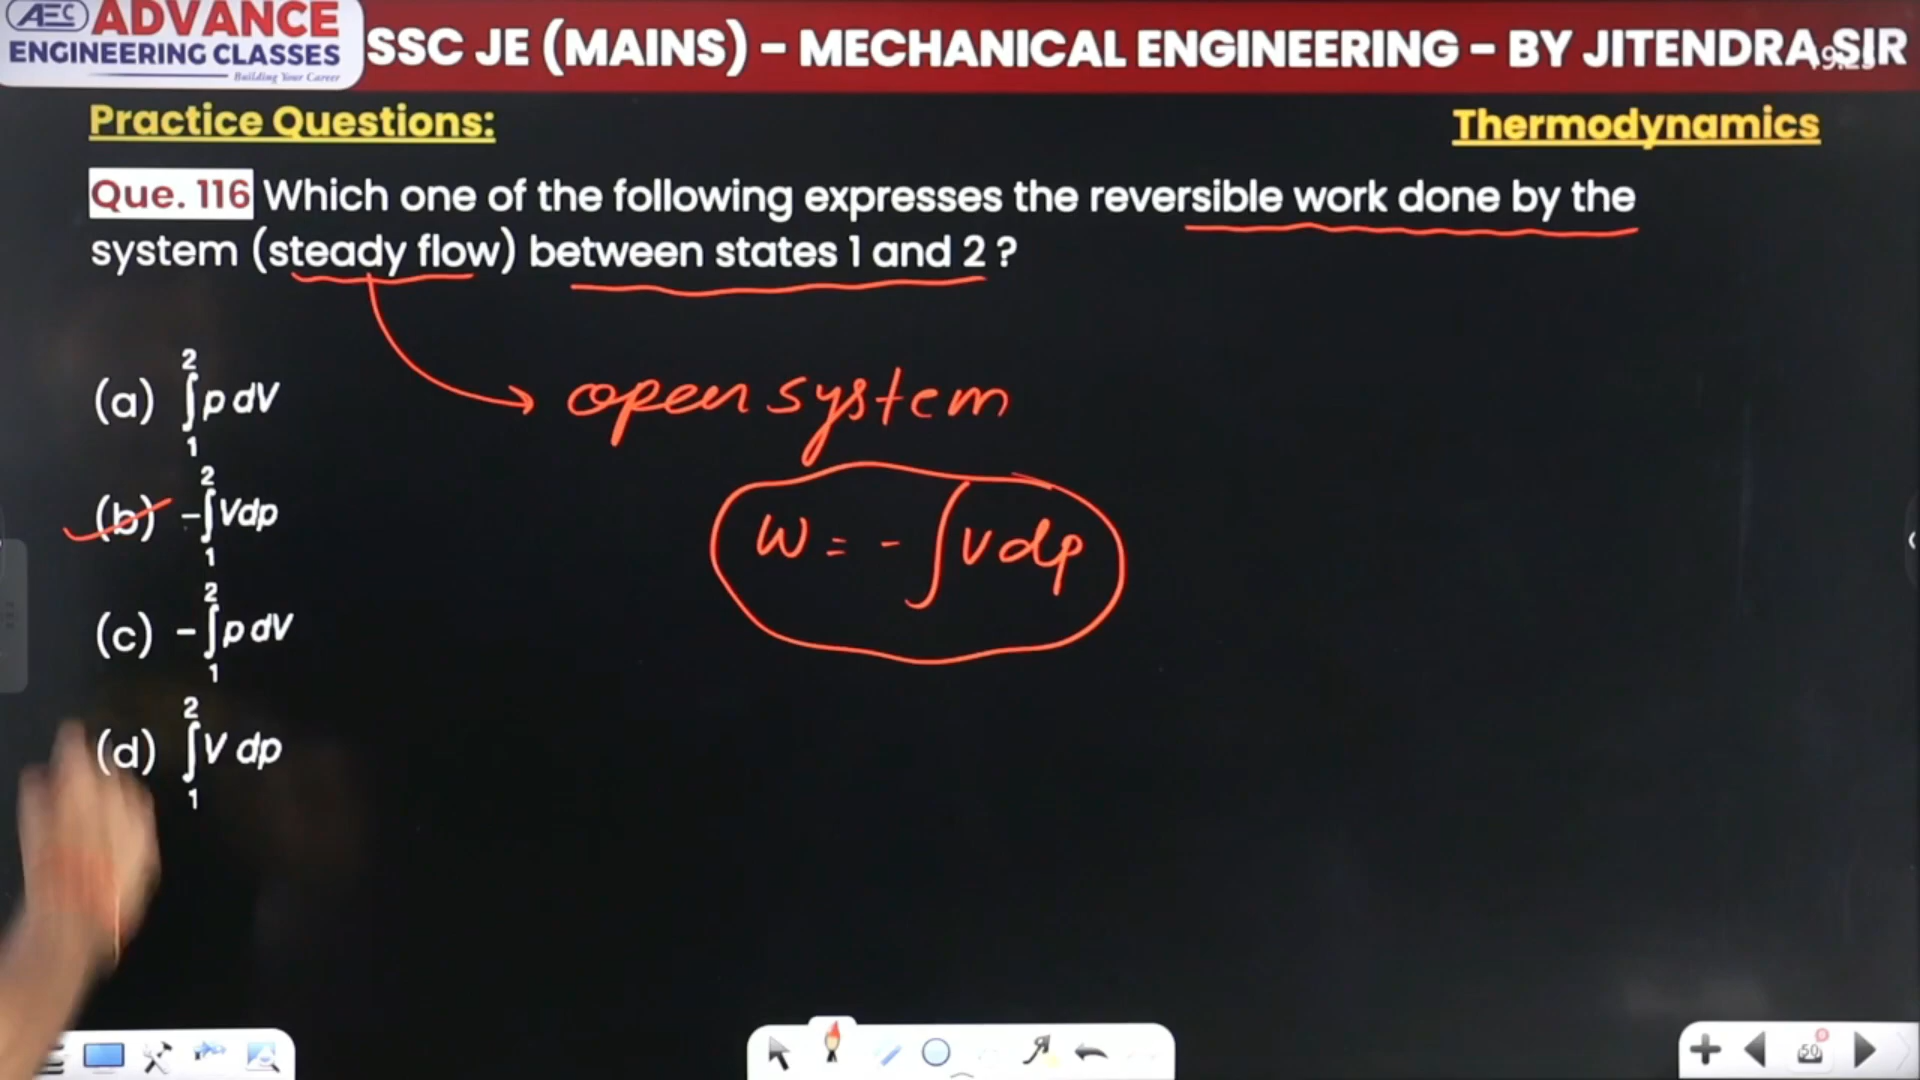 AEC ADVANCE
ENGINEERING CLASSES
Building Your Career
SSC JE (MAINS) - MECHANICAL ENGINEERING - BY JITENDRA SIR
Practice Questions:
Thermodynamics
Que. 116 Which one of the following expresses the reversible work done by the
system (steady flow) between states 1 and 2 ?
open system
(a) ∫₁² p dV
(b) -∫₁² Vdp
W = - ∫ v dp
(c) -∫₁² p dV
(d) ∫₁² V dp
50